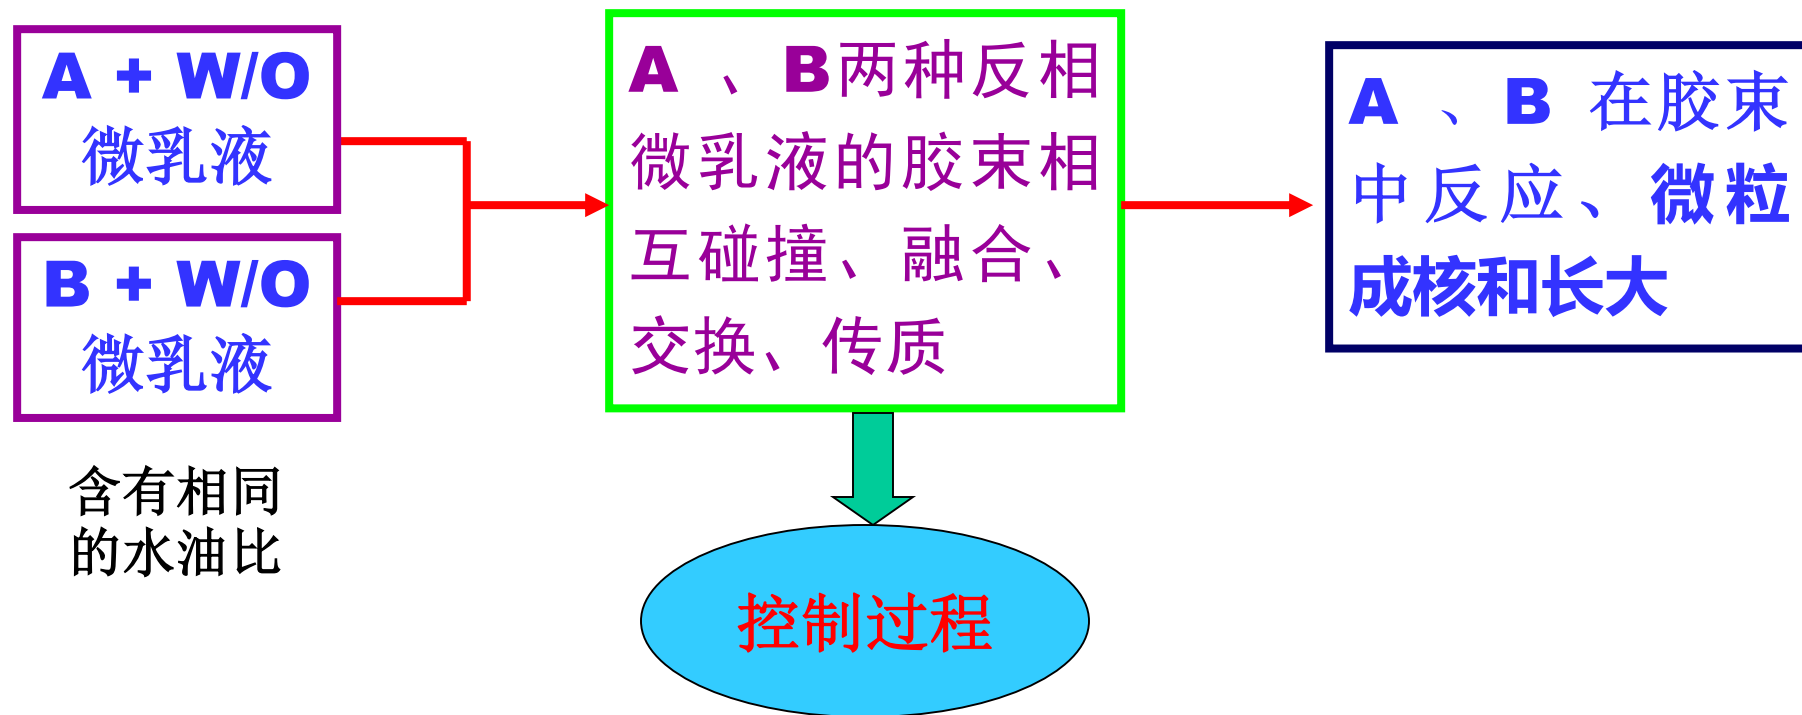 A + W/O
微乳液
B + W/O
微乳液
含有相同
的水油比
A 、B两种反相
微乳液的胶束相
互碰撞、融合、
交换、传质
控制过程
A 、B 在胶束
中反应、微粒
成核和长大